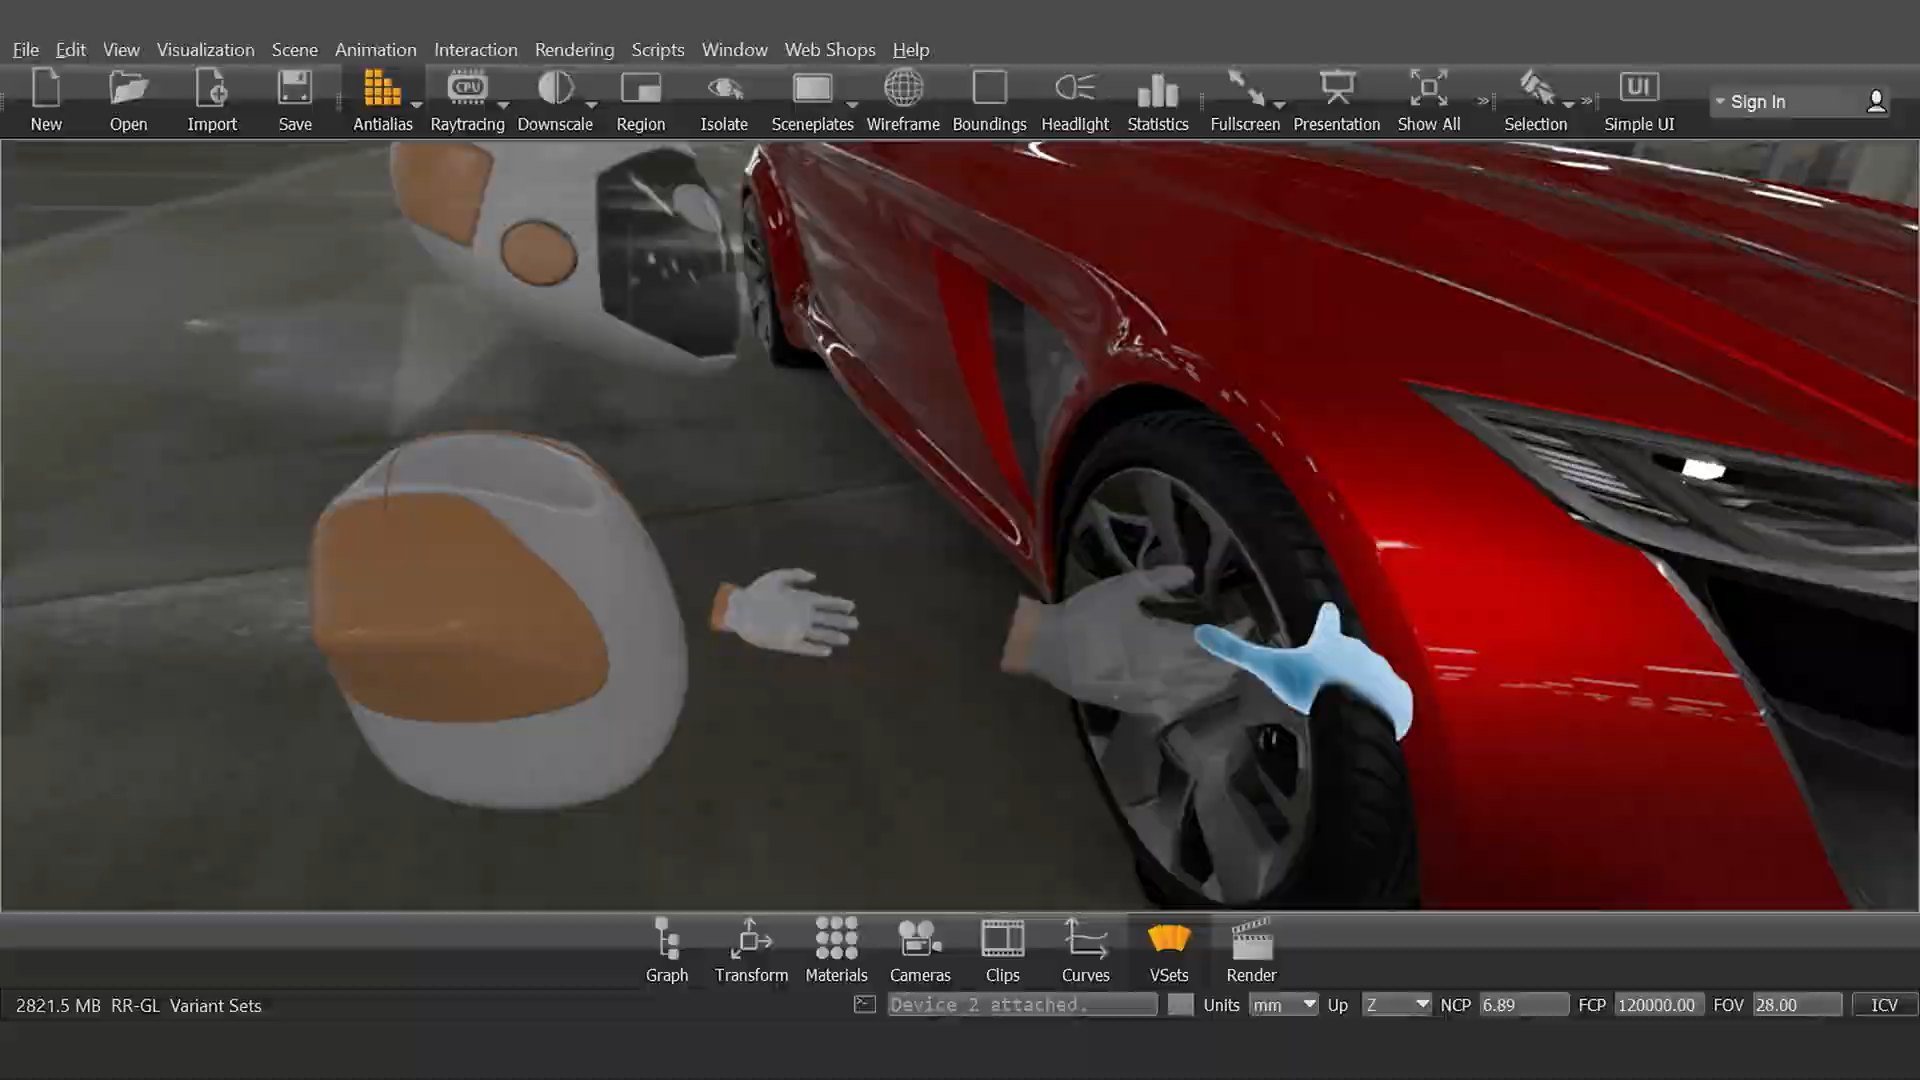 File Edit View Visualization Scene Animation Interaction Rendering Scripts Window Web Shops Help
CPU UI
New Open Import Save Antialias Raytracing Downscale Region Isolate Sceneplates Wireframe Boundings Headlight Statistics Fullscreen Presentation Show All Selection Simple UI Sign In
Graph Transform Materials Cameras Clips Curves VSets Render
2821.5 MB RR-GL Variant Sets Device 2 attached. Units mm Up Z NCP 6.89 FCP 120000.00 FOV 28.00 ICV